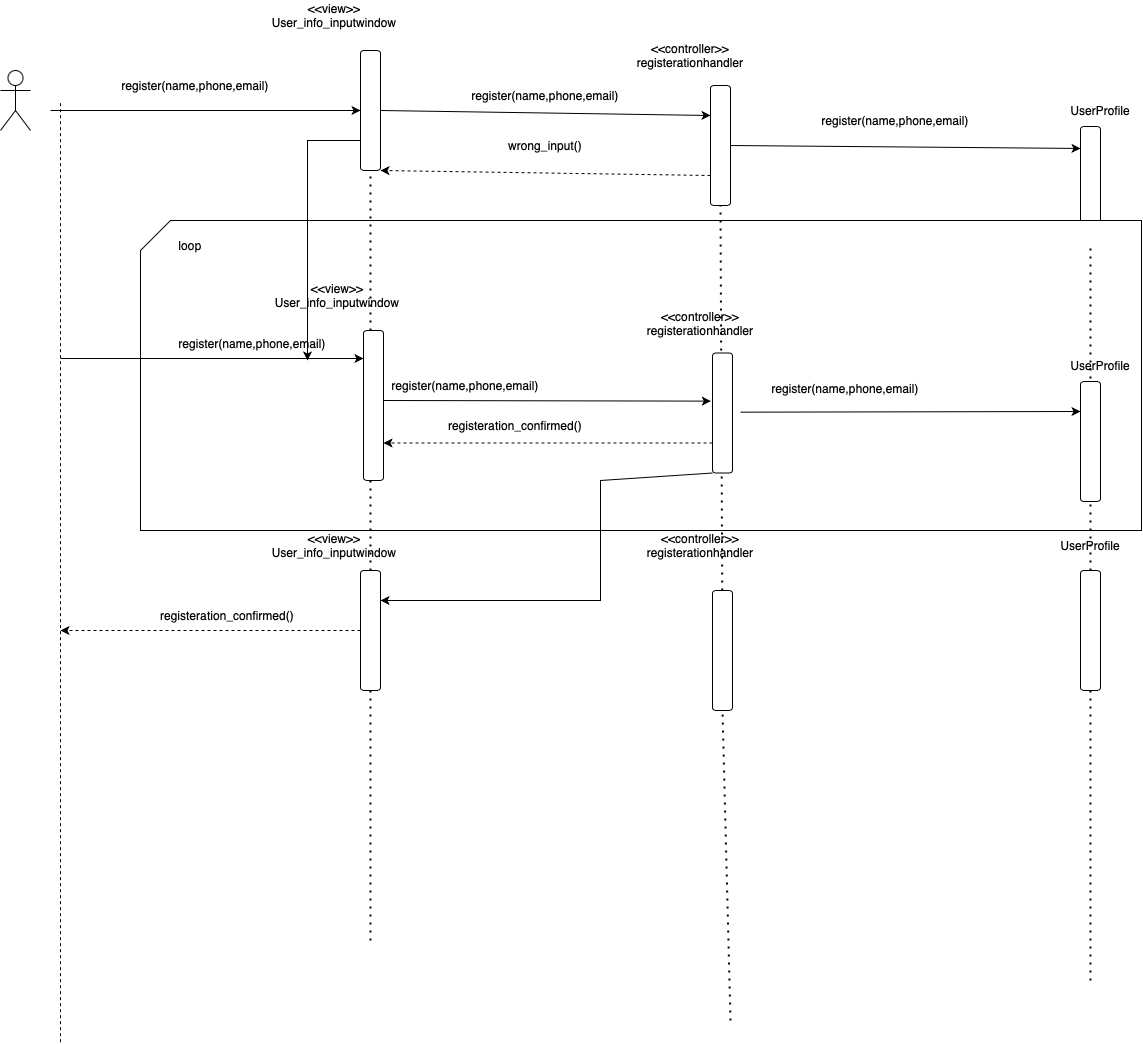 <<view>>
User_info_inputwindow
<<controller>>
registerationhandler
register(name,phone,email)
register(name,phone,email)
UserProfile
register(name,phone,email)
wrong_input()
loop
<<view>>
User_info_inputwindow
<<controller>>
registerationhandler
register(name,phone,email)
UserProfile
register(name,phone,email)
register(name,phone,email)
registeration_confirmed()
<<view>>
User_info_inputwindow
<<controller>>
registerationhandler
UserProfile
registeration_confirmed()